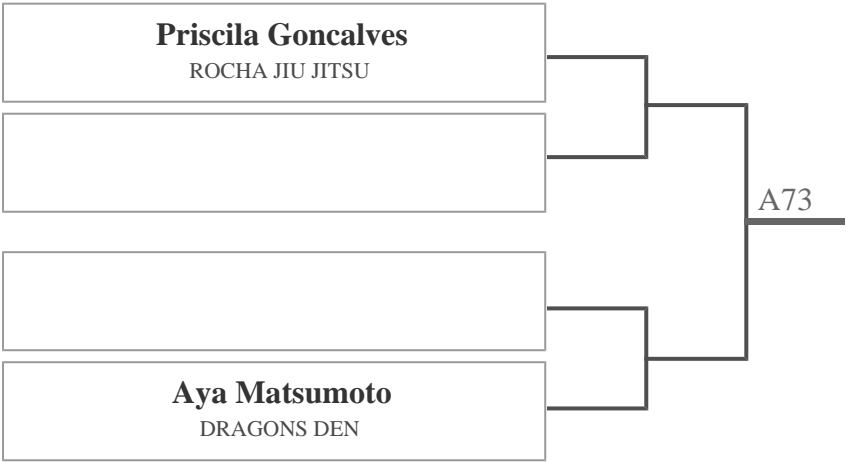 Priscila Goncalves
ROCHA JIU JITSU
A73
Aya Matsumoto
DRAGONS DEN